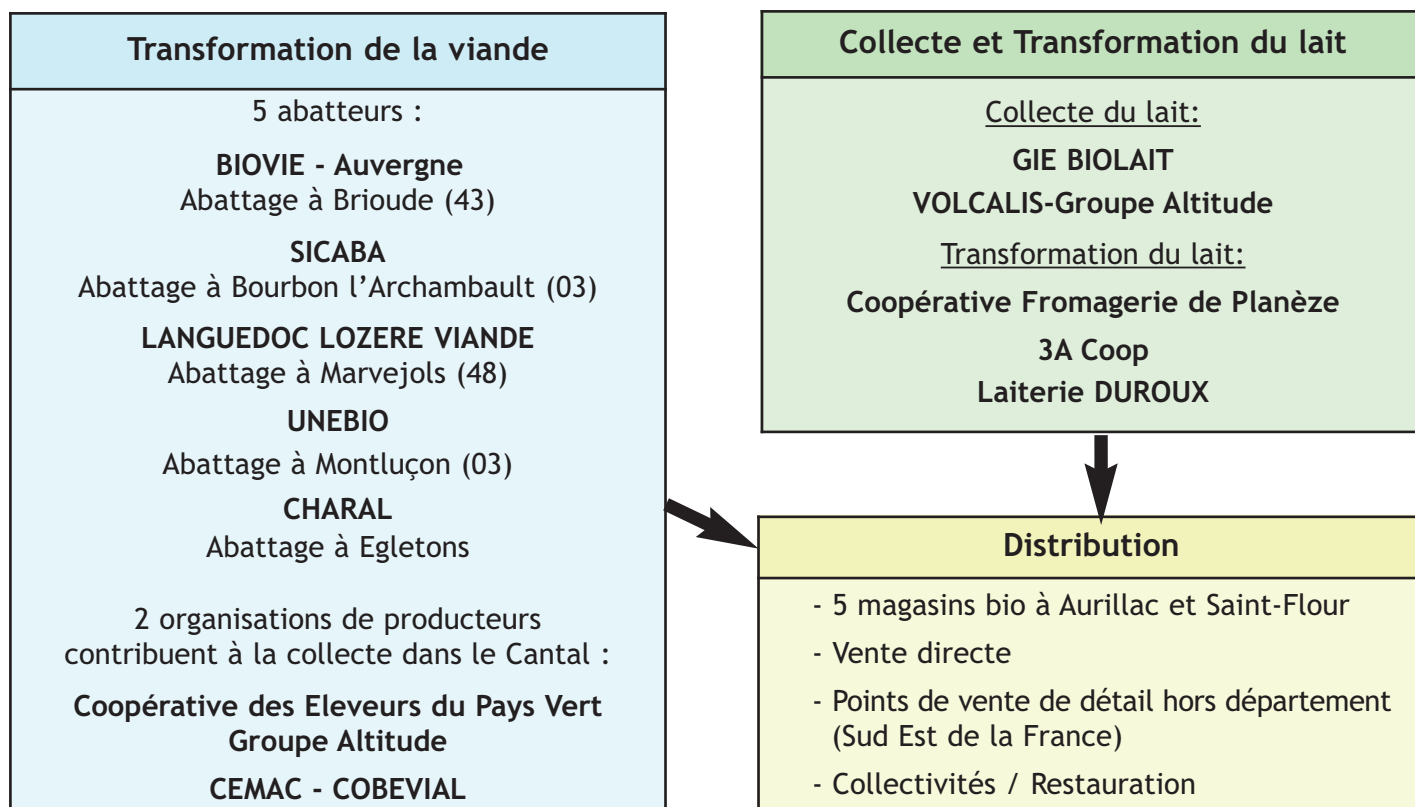 Transformation de la viande
5 abatteurs :
BIOVIE - Auvergne
Abattage à Brioude (43)
SICABA
Abattage à Bourbon l’Archambault (03)
LANGUEDOC LOZERE VIANDE
Abattage à Marvejols (48)
UNEBIO
Abattage à Montluçon (03)
CHARAL
Abattage à Egletons
2 organisations de producteurs
contribuent à la collecte dans le Cantal :
Coopérative des Eleveurs du Pays Vert
Groupe Altitude
CEMAC - COBEVIAL
Collecte et Transformation du lait
Collecte du lait:
GIE BIOLAIT
VOLCALIS-Groupe Altitude
Transformation du lait:
Coopérative Fromagerie de Planèze
3A Coop
Laiterie DUROUX
Distribution
- 5 magasins bio à Aurillac et Saint-Flour
- Vente directe
- Points de vente de détail hors département
(Sud Est de la France)
- Collectivités / Restauration